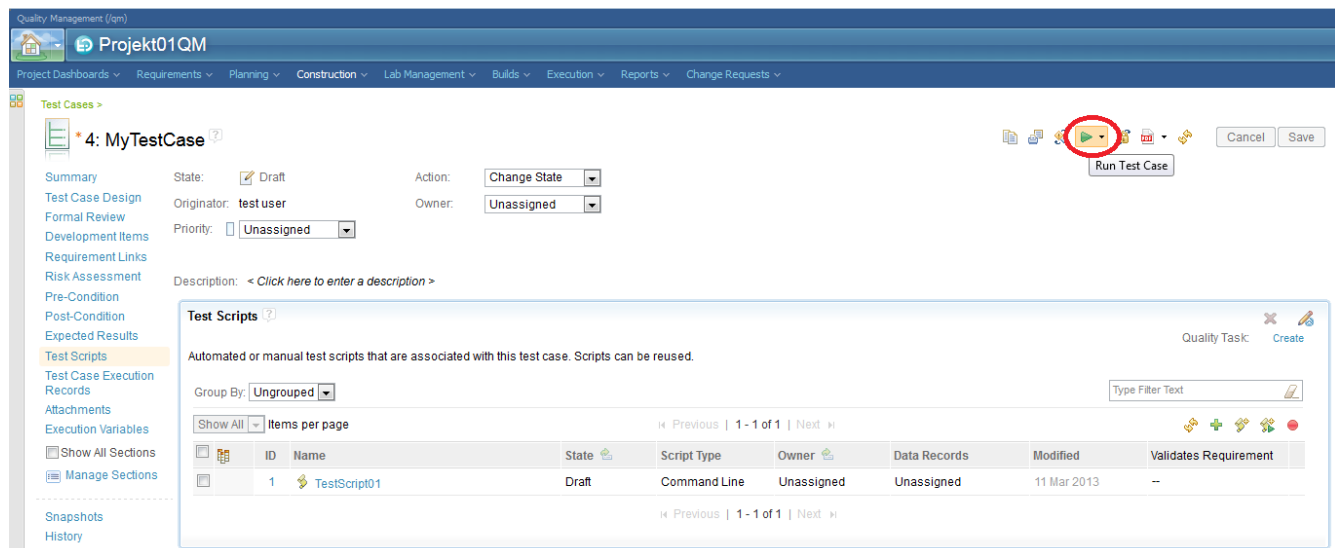 Quality Management (/qm)
Projekt01QM
Project Dashboards Requirements Planning Construction Lab Management Builds Execution Reports Change Requests
Test Cases >
* 4: MyTestCase ?
Cancel Save
Run Test Case
Summary
Test Case Design
Formal Review
Development Items
Requirement Links
Risk Assessment
Pre-Condition
Post-Condition
Expected Results
Test Scripts
Test Case Execution
Records
Attachments
Execution Variables
Show All Sections
Manage Sections
Snapshots
History
State: Draft Action: Change State
Originator: test user Owner: Unassigned
Priority: Unassigned
Description: < Click here to enter a description >
Test Scripts ?
Quality Task: Create
Automated or manual test scripts that are associated with this test case. Scripts can be reused.
Group By: Ungrouped Type Filter Text
Show All Items per page Previous | 1 - 1 of 1 | Next
ID Name State Script Type Owner Data Records Modified Validates Requirement
1 TestScript01 Draft Command Line Unassigned Unassigned 11 Mar 2013 --
Previous | 1 - 1 of 1 | Next